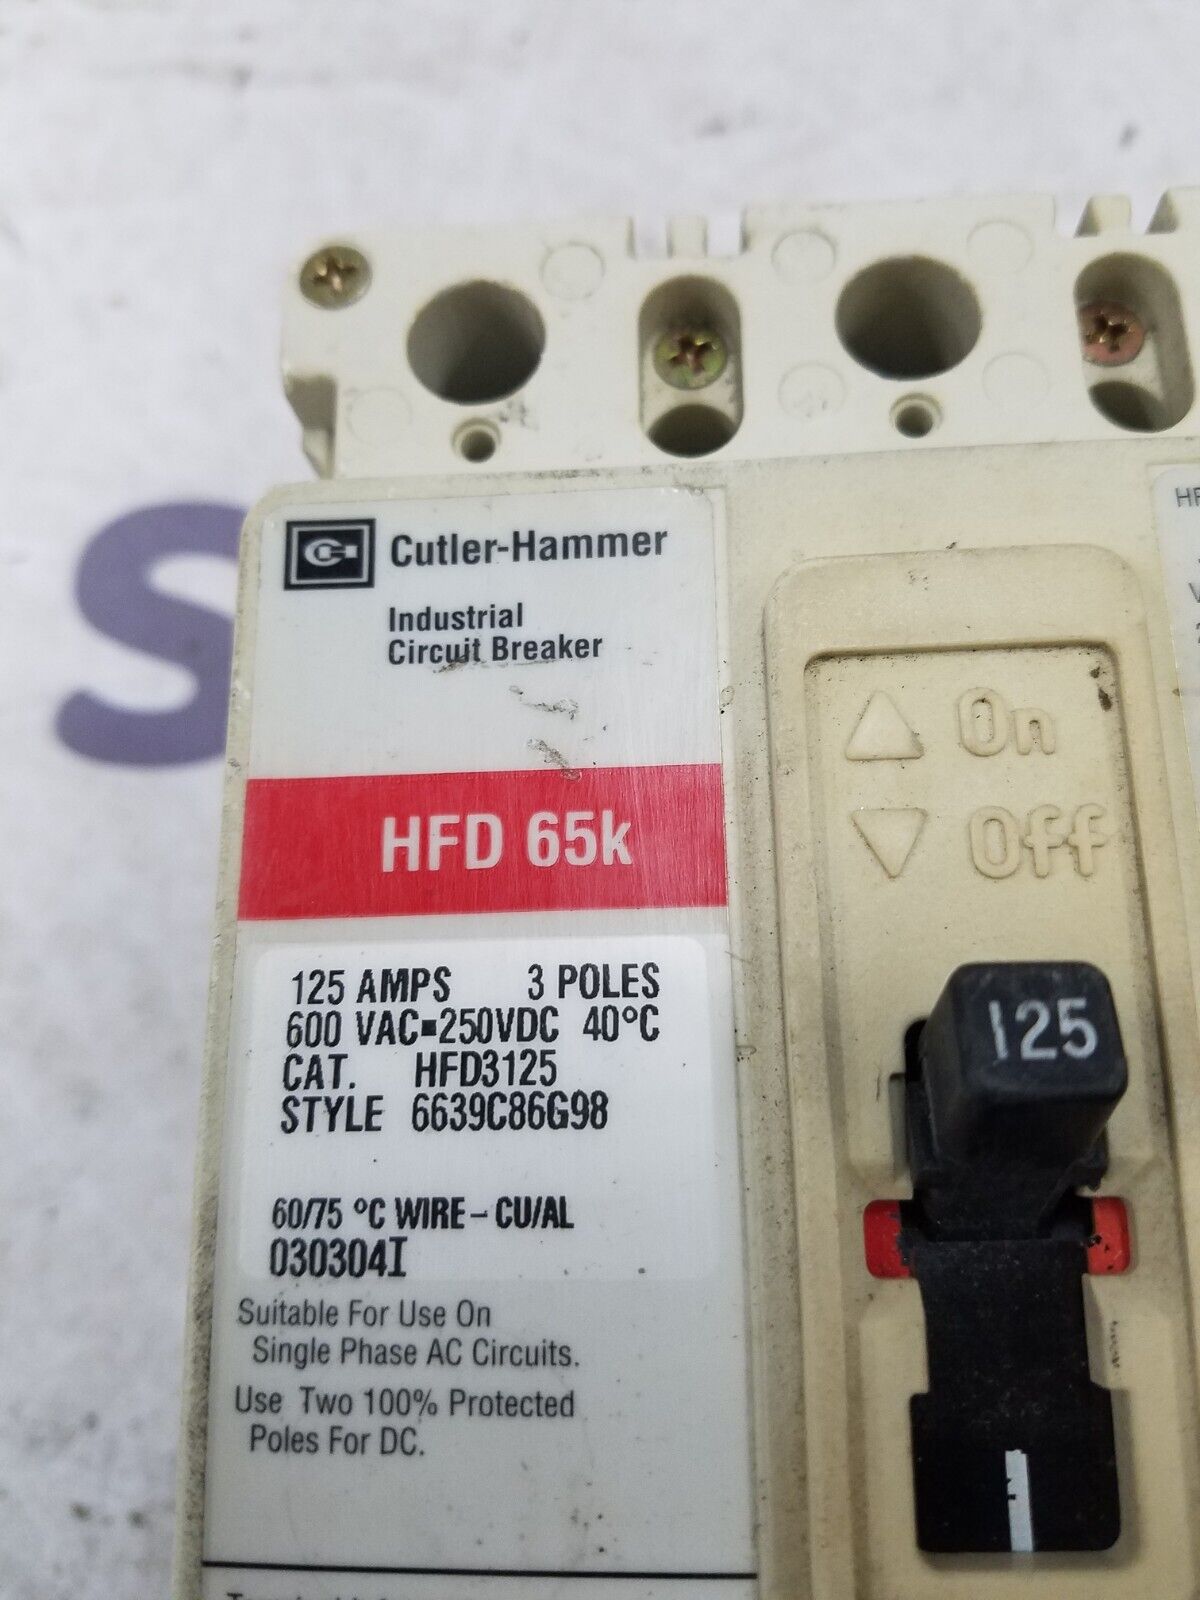 S
Cutler-Hammer
Industrial
Circuit Breaker
HFD 65k
125 AMPS 3 POLES
600 VAC▪250VDC 40°C
CAT. HFD3125
STYLE 6639C86G98
60/75 °C WIRE – CU/AL
030304I
Suitable For Use On
Single Phase AC Circuits.
Use Two 100% Protected
Poles For DC.
On
Off
125